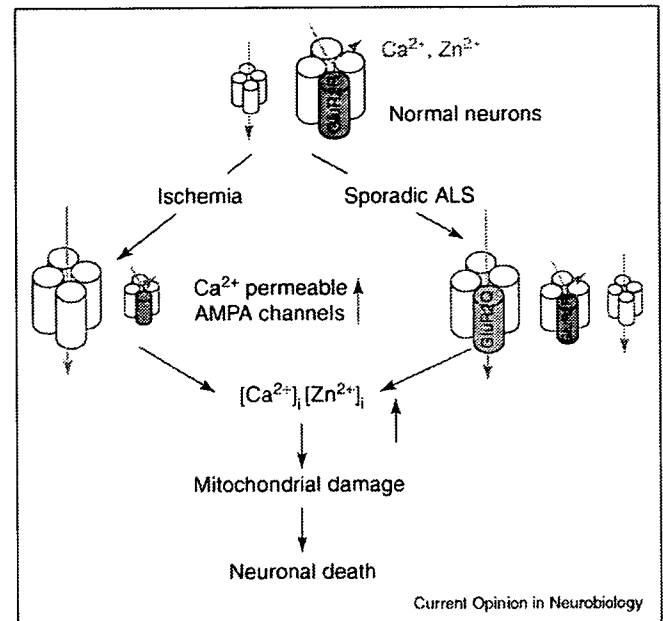 Ca²⁺, Zn²⁺
Normal neurons
Ischemia
Sporadic ALS
Ca²⁺ permeable
AMPA channels
GluR2Q
[Ca²⁺]ᵢ [Zn²⁺]ᵢ
Mitochondrial damage
Neuronal death
Current Opinion in Neurobiology